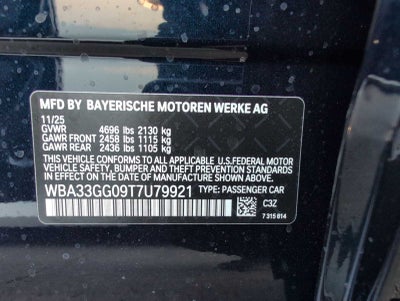 MFD BY BAYERISCHE MOTOREN WERKE AG
11/25
GVWR 4696 lbs 2130 kg
GAWR FRONT 2458 lbs 1115 kg
GAWR REAR 2436 lbs 1105 kg
THIS VEHICLE CONFORMS TO ALL APPLICABLE U.S.FEDERAL MOTOR
VEHICLE SAFETY, BUMPER, AND THEFT PREVENTION STANDARDS
IN EFFECT ON THE DATE OF MANUFACTURE SHOWN ABOVE.
WBA33GG09T7U79921 TYPE: PASSENGER CAR
C3Z
7 315 814